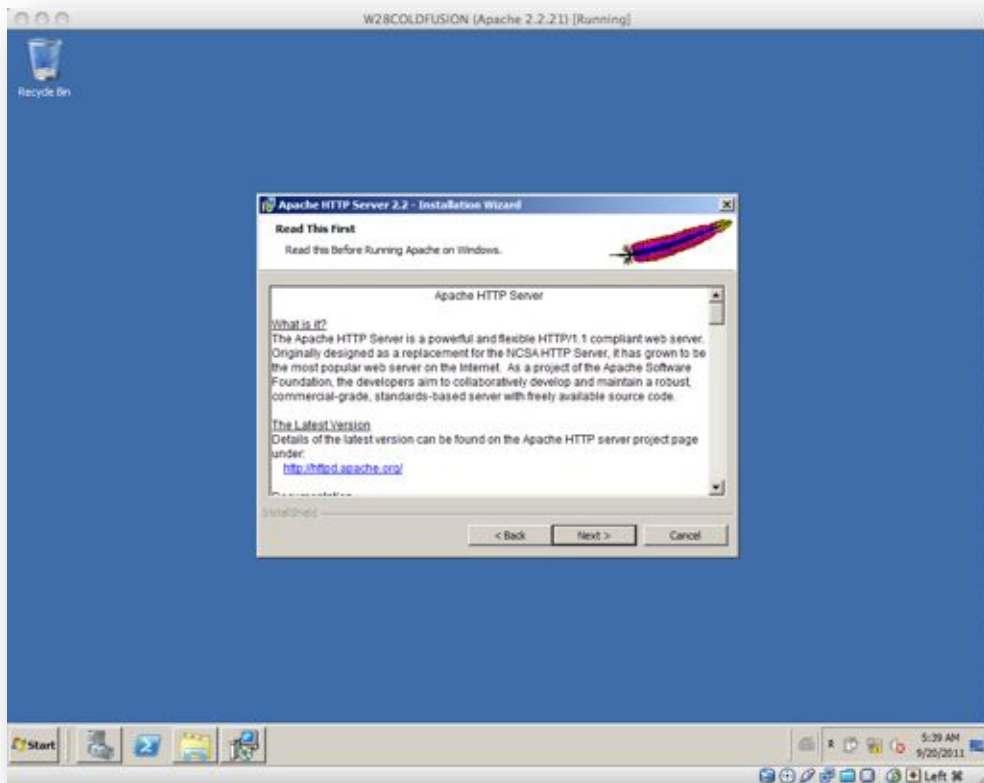 W28COLDFUSION (Apache 2.2.21) [Running]
Recycle Bin
Apache HTTP Server 2.2 - Installation Wizard
Read This First
Read this Before Running Apache on Windows.
Apache HTTP Server
What is it?
The Apache HTTP Server is a powerful and flexible HTTP/1.1 compliant web server.
Originally designed as a replacement for the NCSA HTTP Server, it has grown to be
the most popular web server on the Internet. As a project of the Apache Software
Foundation, the developers aim to collaboratively develop and maintain a robust,
commercial-grade, standards-based server with freely available source code.
The Latest Version
Details of the latest version can be found on the Apache HTTP server project page
under:
http://httpd.apache.org/
InstallShield
< Back
Next >
Cancel
Start
5:39 AM
9/20/2011
Left ⌘